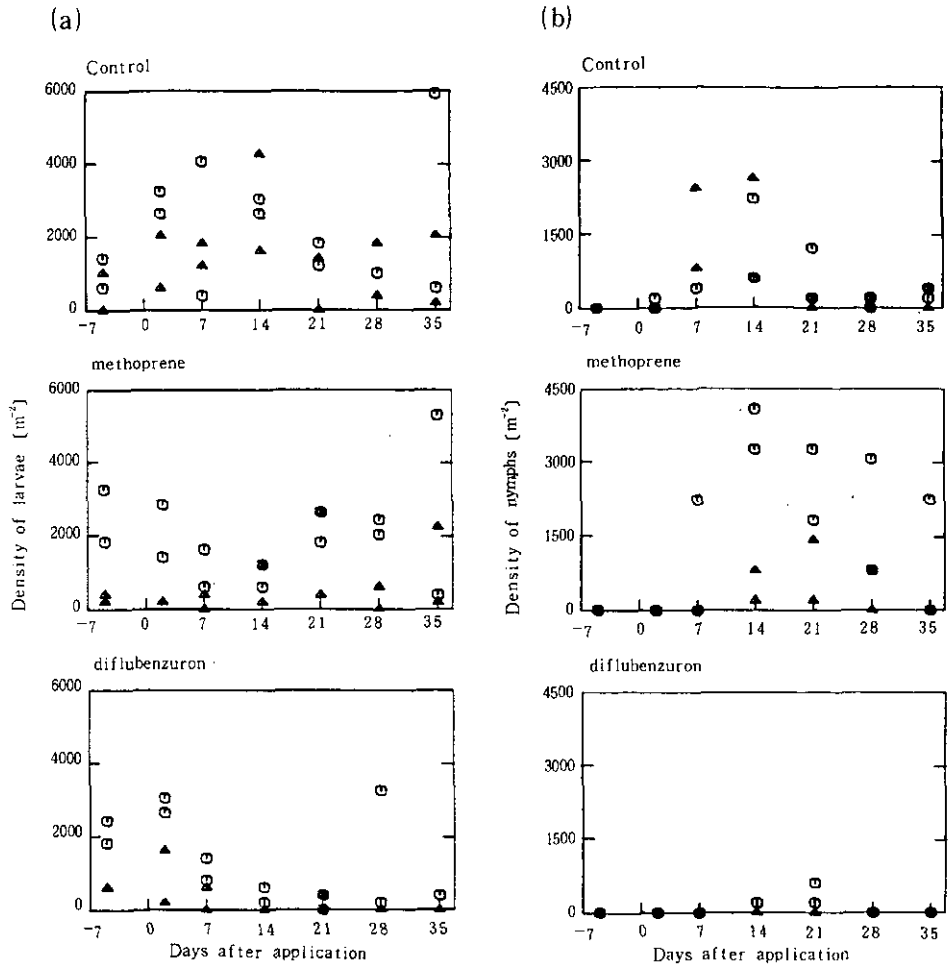 (a)
(b)
Control
Control
6000
4000
2000
0
-7 0 7 14 21 28 35
4500
3000
1500
0
-7 0 7 14 21 28 35
methoprene
methoprene
Density of larvae [m⁻²]
Density of nymphs [m⁻²]
6000
4000
2000
0
-7 0 7 14 21 28 35
4500
3000
1500
0
-7 0 7 14 21 28 35
diflubenzuron
diflubenzuron
6000
4000
2000
0
-7 0 7 14 21 28 35
Days after application
4500
3000
1500
0
-7 0 7 14 21 28 35
Days after application